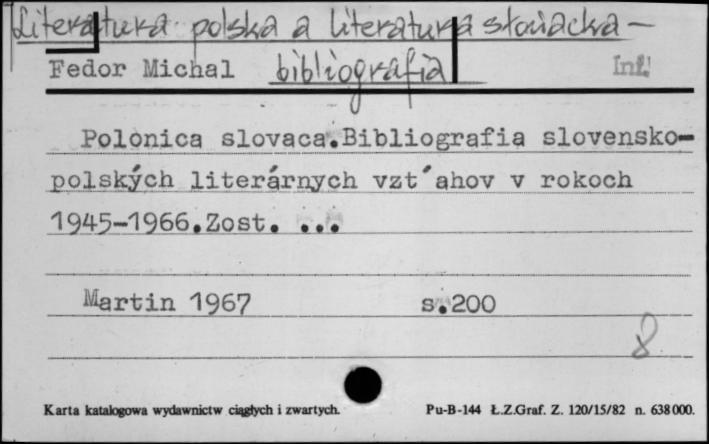 Literatura polska a literatura słowacka –
Fedor Michal bibliografia Inf.
Polonica slovaca.Bibliografia slovensko-
polských literárnych vzt´ahov v rokoch
1945-1966.Zost. ...
Martin 1967 s.200
8
Karta katalogowa wydawnictw ciągłych i zwartych. Pu-B-144 Ł.Z.Graf. Z. 120/15/82 n. 638000.